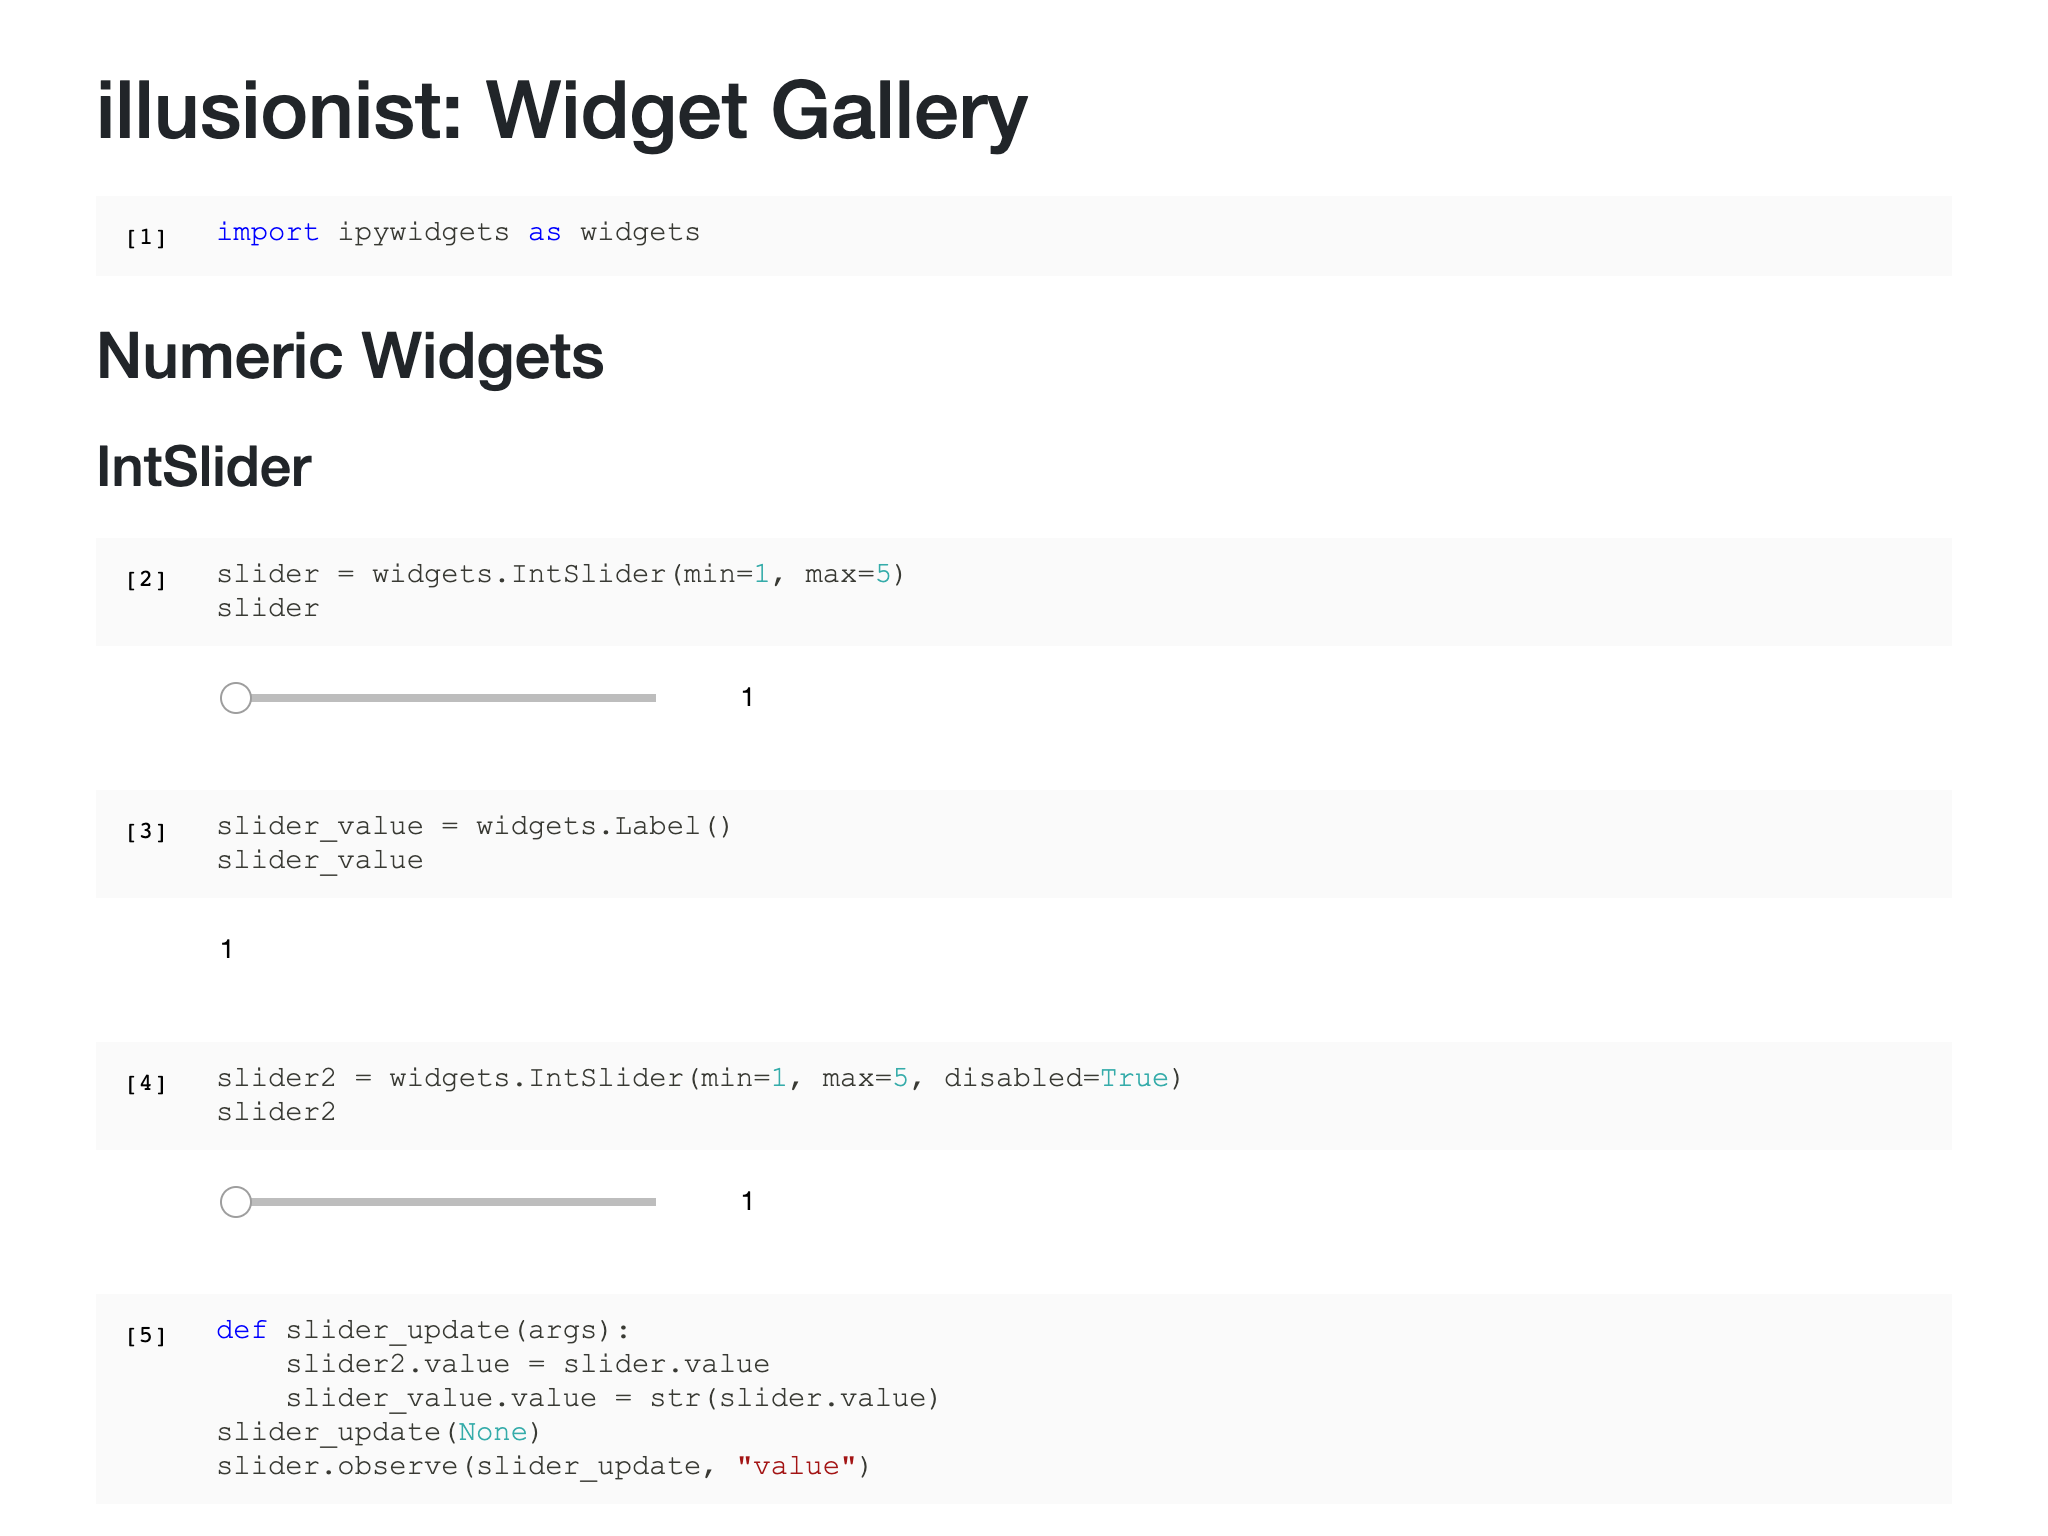 illusionist: Widget Gallery
[1] import ipywidgets as widgets
Numeric Widgets
IntSlider
[2] slider = widgets.IntSlider(min=1, max=5)
slider
1
[3] slider_value = widgets.Label()
slider_value
1
[4] slider2 = widgets.IntSlider(min=1, max=5, disabled=True)
slider2
1
[5] def slider_update(args):
    slider2.value = slider.value
    slider_value.value = str(slider.value)
slider_update(None)
slider.observe(slider_update, "value")